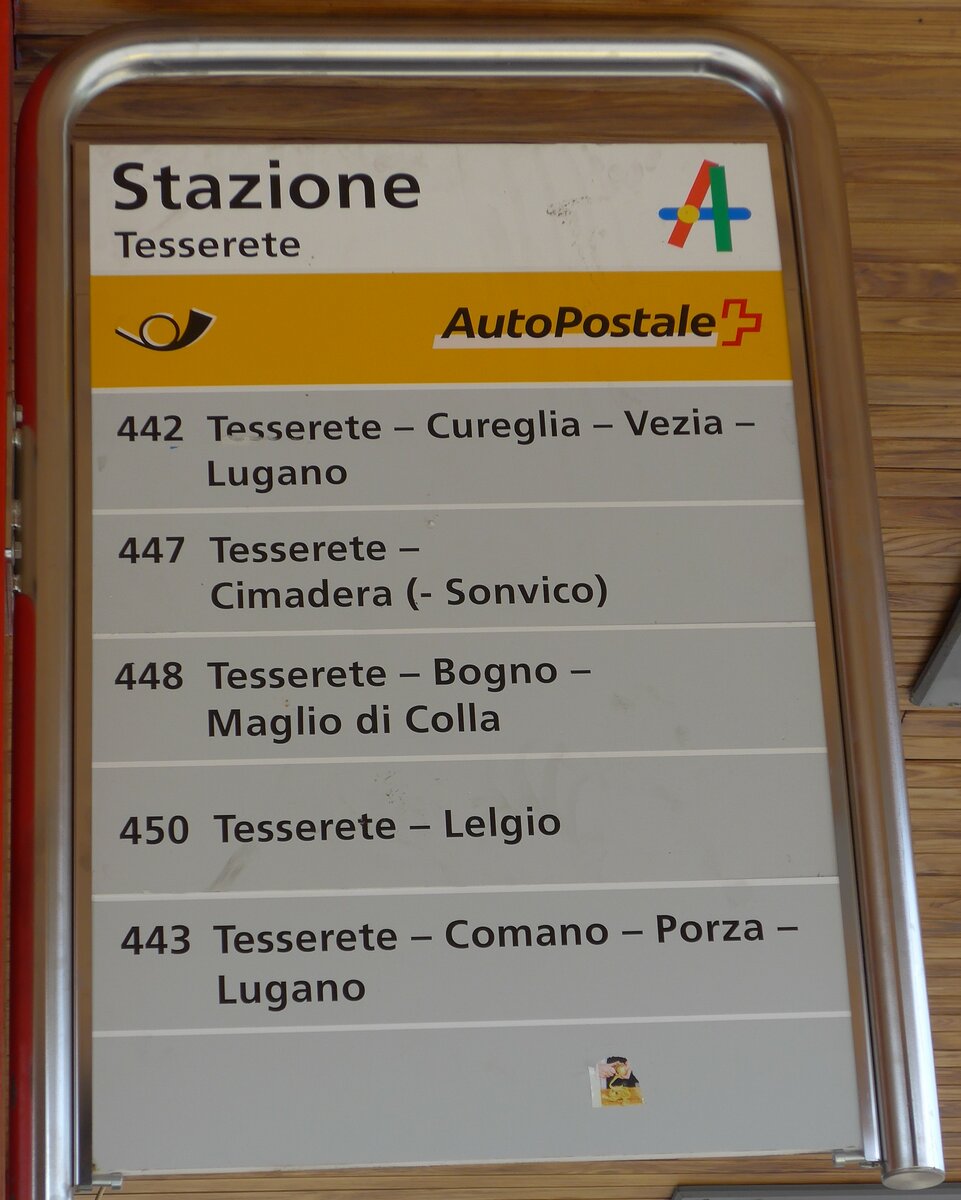 Stazione
Tesserete
AutoPostale
442 Tesserete – Cureglia – Vezia –
Lugano
447 Tesserete –
Cimadera (- Sonvico)
448 Tesserete – Bogno –
Maglio di Colla
450 Tesserete – Lelgio
443 Tesserete – Comano – Porza –
Lugano